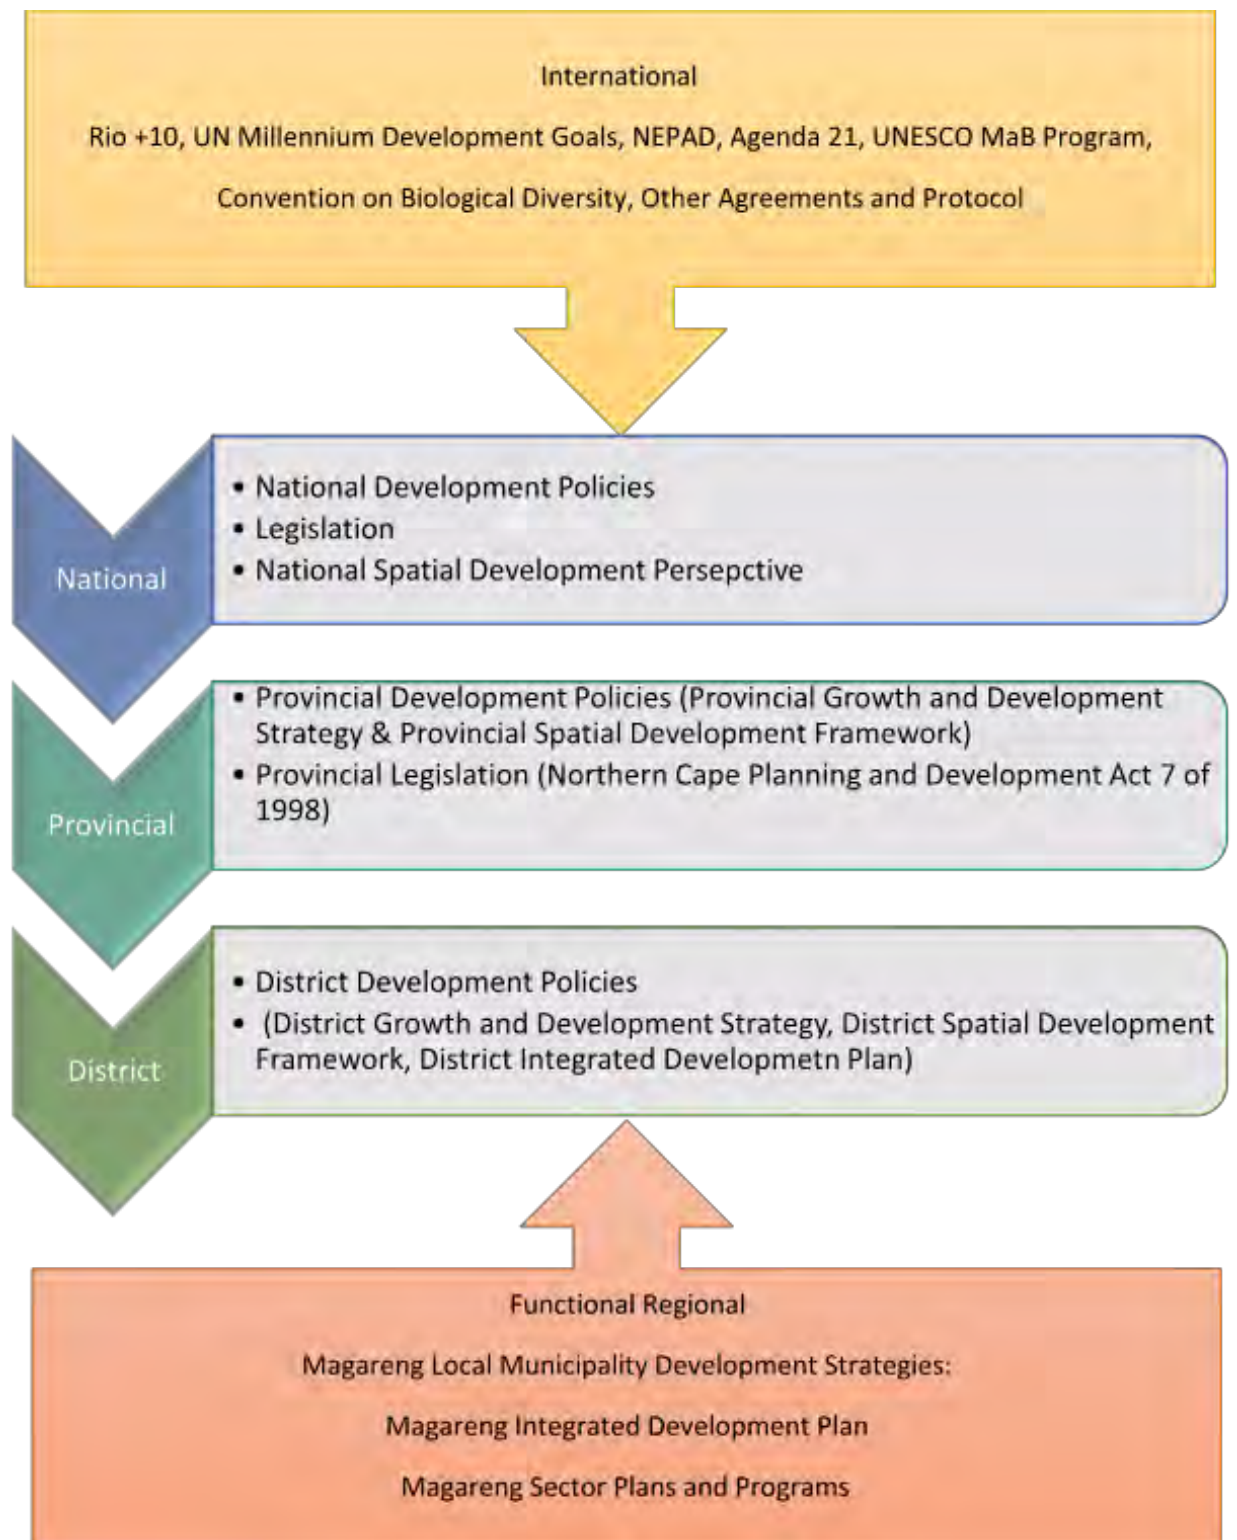 International
Rio +10, UN Millennium Development Goals, NEPAD, Agenda 21, UNESCO MaB Program,
Convention on Biological Diversity, Other Agreements and Protocol
National
• National Development Policies
• Legislation
• National Spatial Development Persepctive
Provincial
• Provincial Development Policies (Provincial Growth and Development
Strategy & Provincial Spatial Development Framework)
• Provincial Legislation (Northern Cape Planning and Development Act 7 of
1998)
District
• District Development Policies
• (District Growth and Development Strategy, District Spatial Development
Framework, District Integrated Developmetn Plan)
Functional Regional
Magareng Local Municipality Development Strategies:
Magareng Integrated Development Plan
Magareng Sector Plans and Programs